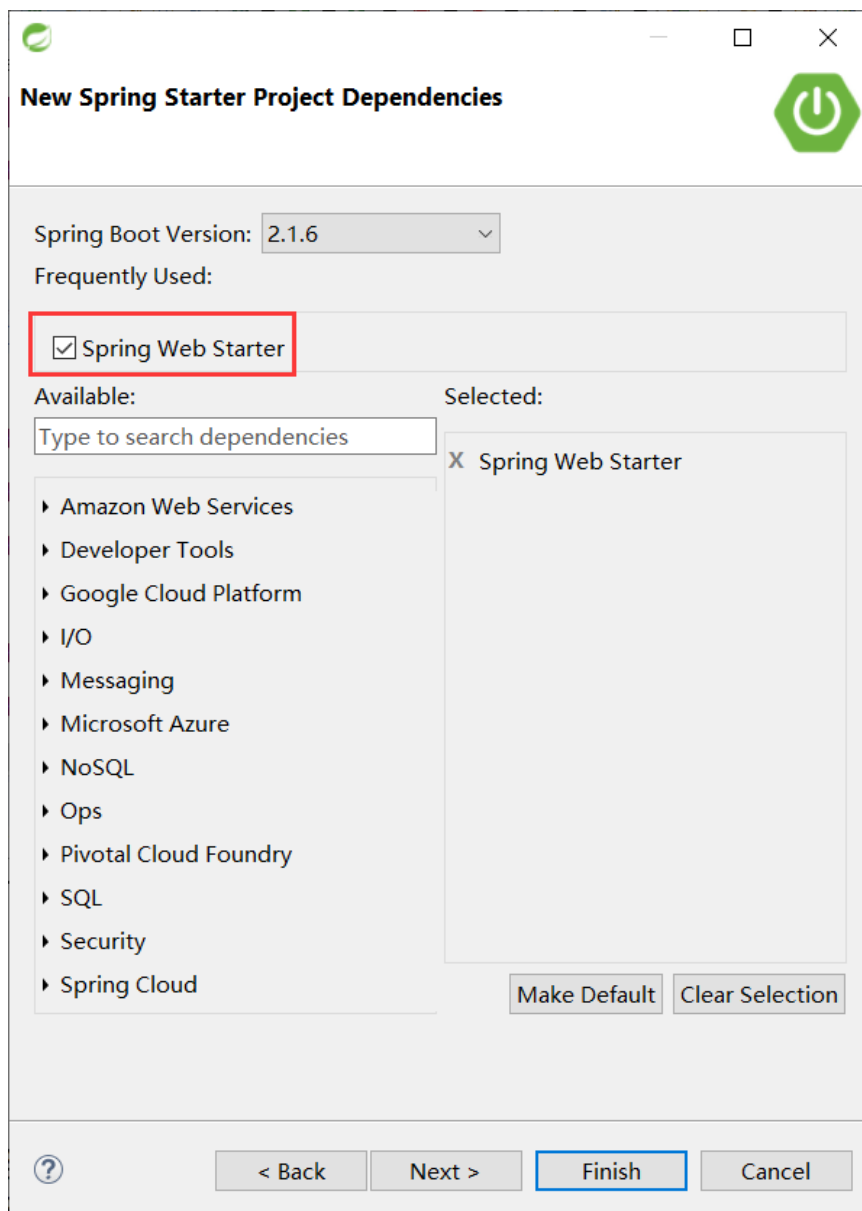 New Spring Starter Project Dependencies
Spring Boot Version: 2.1.6
Frequently Used:
Spring Web Starter
Available:
Type to search dependencies
Amazon Web Services
Developer Tools
Google Cloud Platform
I/O
Messaging
Microsoft Azure
NoSQL
Ops
Pivotal Cloud Foundry
SQL
Security
Spring Cloud
Selected:
X Spring Web Starter
Make Default Clear Selection
? < Back Next > Finish Cancel